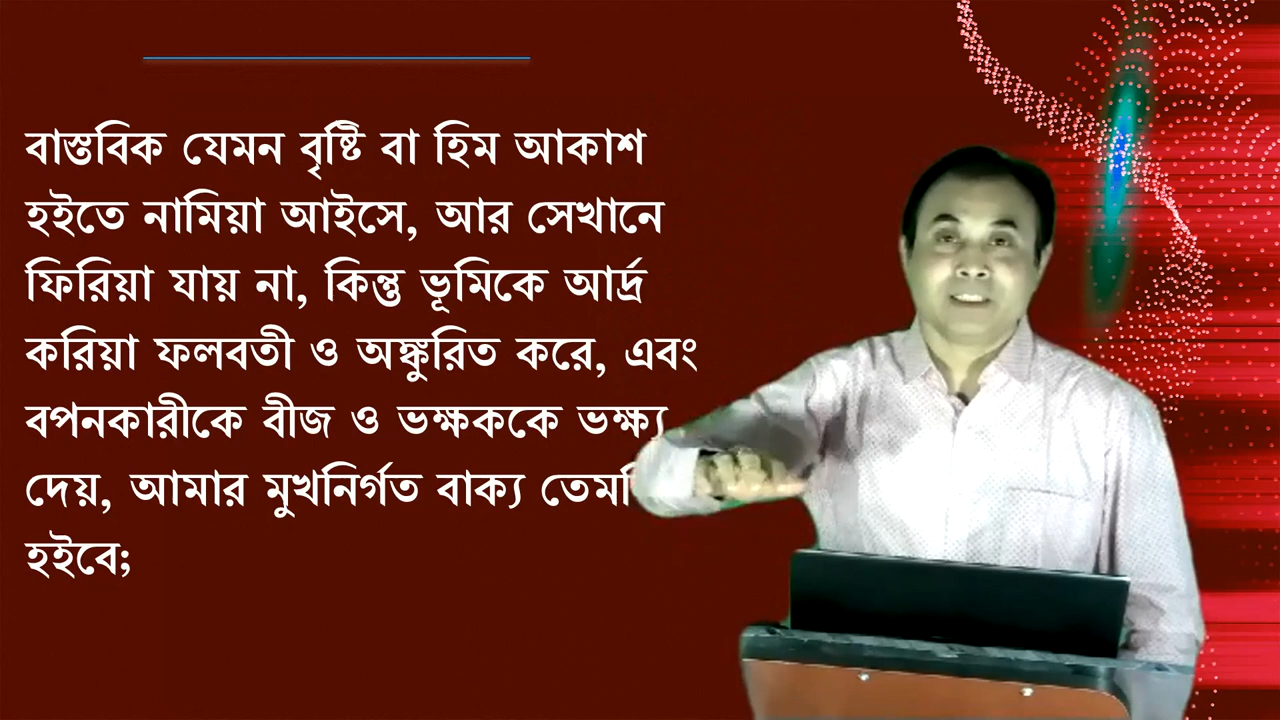 বাস্তবিক যেমন বৃষ্টি বা হিম আকাশ
হইতে নামিয়া আইসে, আর সেখানে
ফিরিয়া যায় না, কিন্তু ভূমিকে আর্দ্র
করিয়া ফলবতী ও অঙ্কুরিত করে, এবং
বপনকারীকে বীজ ও ভক্ষককে ভক্ষ্য
দেয়, আমার মুখনির্গত বাক্য
হইবে;